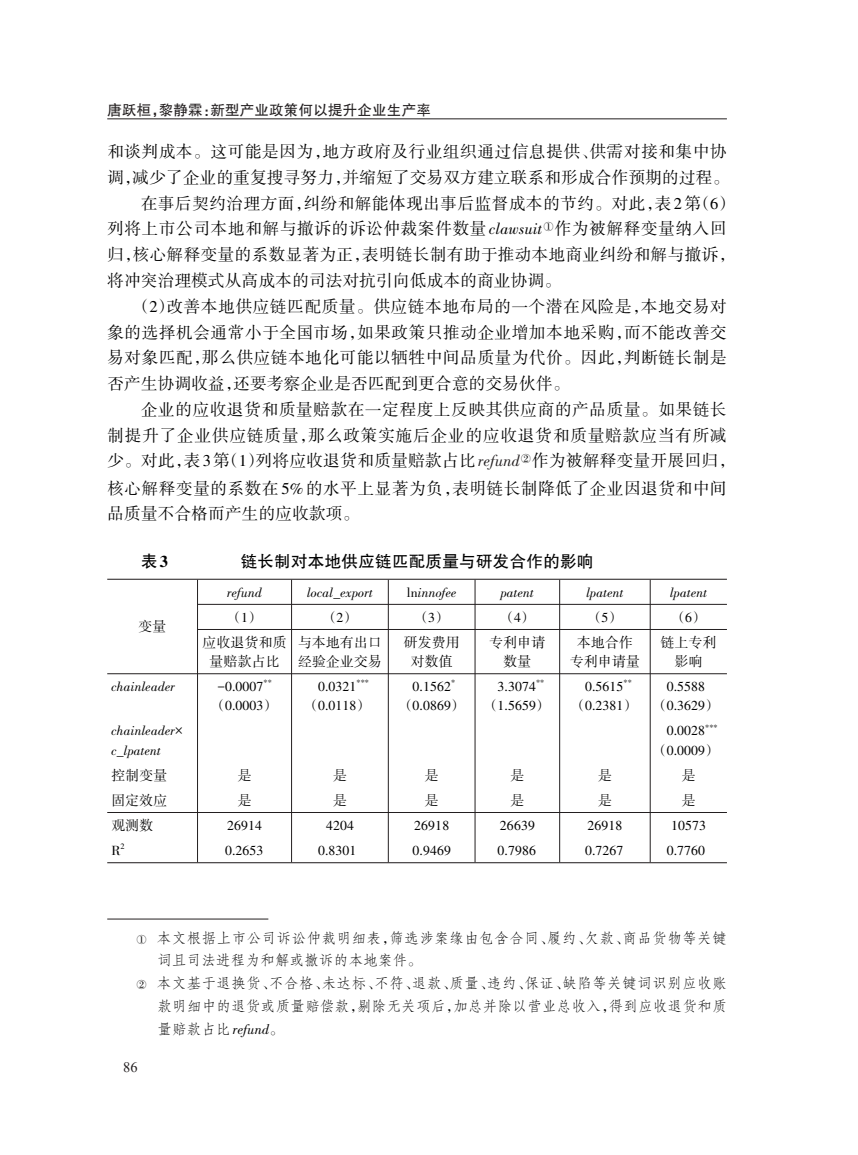 唐跃桓,黎静霖:新型产业政策何以提升企业生产率
和谈判成本。这可能是因为,地方政府及行业组织通过信息提供、供需对接和集中协
调,减少了企业的重复搜寻努力,并缩短了交易双方建立联系和形成合作预期的过程。
在事后契约治理方面,纠纷和解能体现出事后监督成本的节约。对此,表2第(6)
列将上市公司本地和解与撤诉的诉讼仲裁案件数量clawsuit①作为被解释变量纳入回
归,核心解释变量的系数显著为正,表明链长制有助于推动本地商业纠纷和解与撤诉,
将冲突治理模式从高成本的司法对抗引向低成本的商业协调。
(2)改善本地供应链匹配质量。供应链本地布局的一个潜在风险是,本地交易对
象的选择机会通常小于全国市场,如果政策只推动企业增加本地采购,而不能改善交
易对象匹配,那么供应链本地化可能以牺牲中间品质量为代价。因此,判断链长制是
否产生协调收益,还要考察企业是否匹配到更合意的交易伙伴。
企业的应收退货和质量赔款在一定程度上反映其供应商的产品质量。如果链长
制提升了企业供应链质量,那么政策实施后企业的应收退货和质量赔款应当有所减
少。对此,表3第(1)列将应收退货和质量赔款占比refund②作为被解释变量开展回归,
核心解释变量的系数在5%的水平上显著为负,表明链长制降低了企业因退货和中间
品质量不合格而产生的应收款项。
表3 链长制对本地供应链匹配质量与研发合作的影响
变量 refund local_export lninnofee patent lpatent lpatent
(1) (2) (3) (4) (5) (6)
应收退货和质 与本地有出口 研发费用 专利申请 本地合作 链上专利
量赔款占比 经验企业交易 对数值 数量 专利申请量 影响
chainleader -0.0007** 0.0321*** 0.1562* 3.3074** 0.5615** 0.5588
(0.0003) (0.0118) (0.0869) (1.5659) (0.2381) (0.3629)
chainleader× 0.0028***
c_lpatent (0.0009)
控制变量 是 是 是 是 是 是
固定效应 是 是 是 是 是 是
观测数 26914 4204 26918 26639 26918 10573
R² 0.2653 0.8301 0.9469 0.7986 0.7267 0.7760
① 本文根据上市公司诉讼仲裁明细表,筛选涉案缘由包含合同、履约、欠款、商品货物等关键
词且司法进程为和解或撤诉的本地案件。
② 本文基于退换货、不合格、未达标、不符、退款、质量、违约、保证、缺陷等关键词识别应收账
款明细中的退货或质量赔偿款,剔除无关项后,加总并除以营业总收入,得到应收退货和质
量赔款占比refund。
86